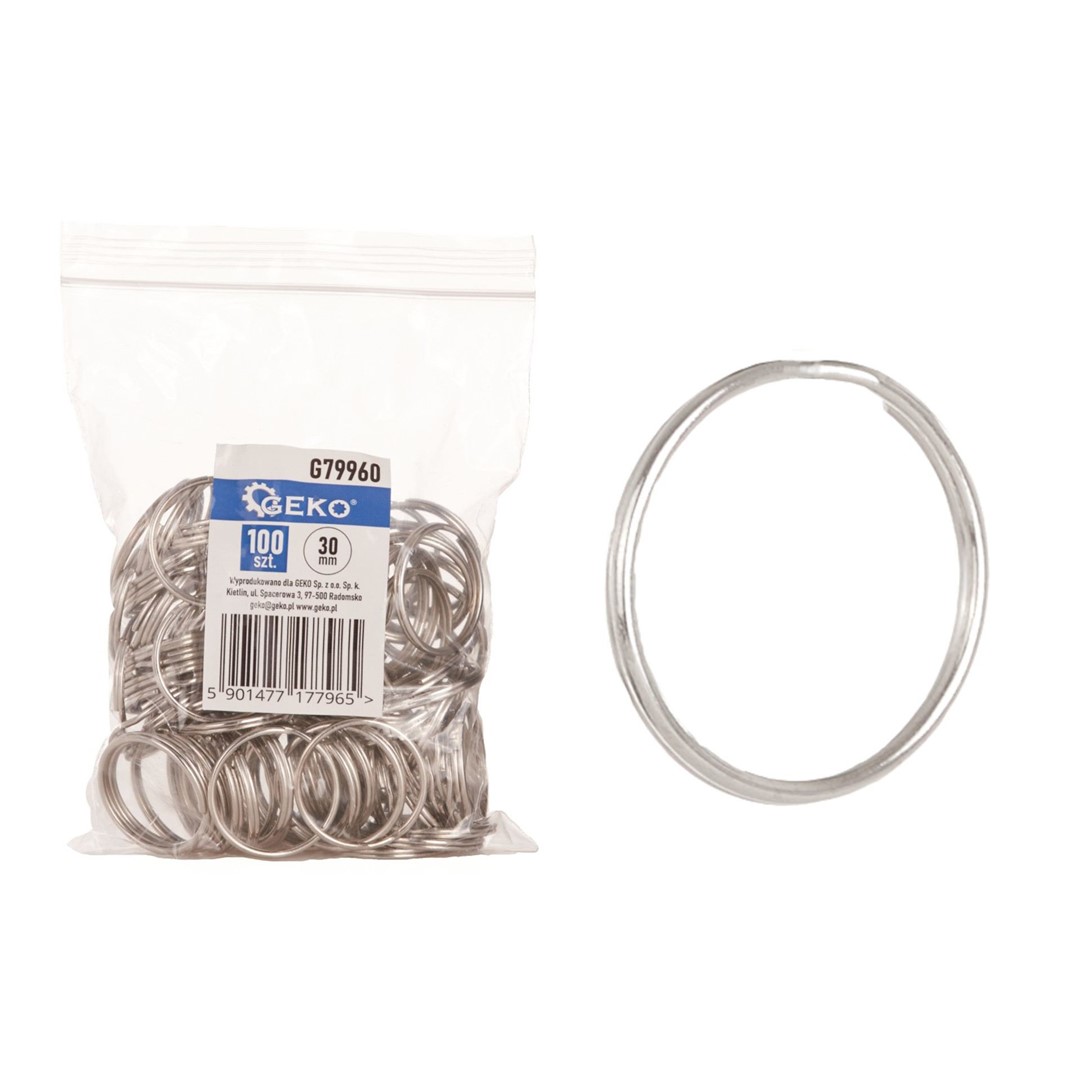 G79960
GEKO®
100 szt.
30 mm
Wyprodukowano dla GEKO Sp. z o.o. Sp. k.
Kietlin, ul. Spacerowa 3, 97-500 Radomsko
geko@geko.pl www.geko.pl
5 901477 177965 >